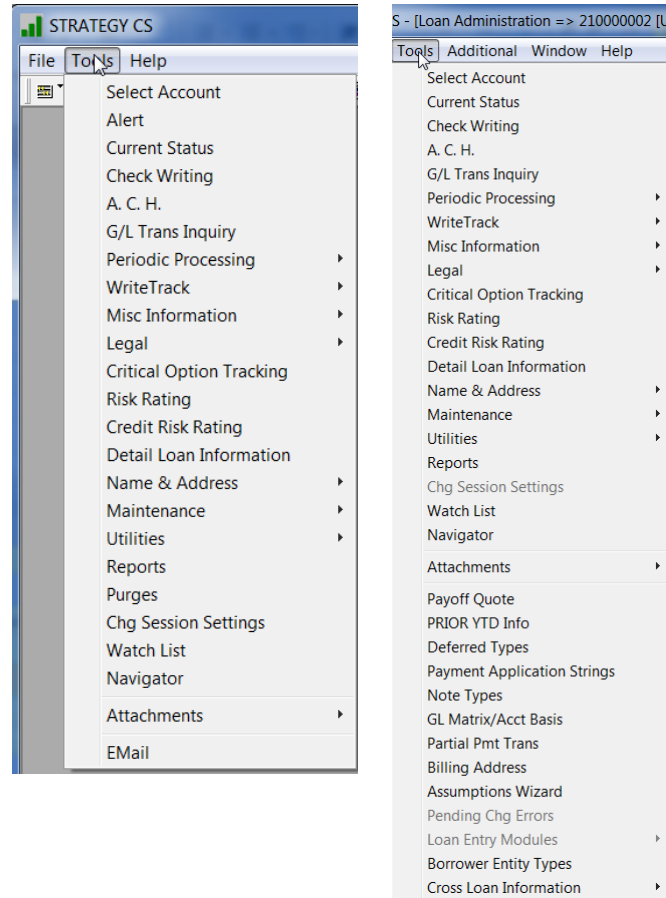 STRATEGY CS
File Tools Help
Select Account
Alert
Current Status
Check Writing
A. C. H.
G/L Trans Inquiry
Periodic Processing
WriteTrack
Misc Information
Legal
Critical Option Tracking
Risk Rating
Credit Risk Rating
Detail Loan Information
Name & Address
Maintenance
Utilities
Reports
Purges
Chg Session Settings
Watch List
Navigator
Attachments
EMail
S - [Loan Administration => 210000002 [U
Tools Additional Window Help
Select Account
Current Status
Check Writing
A. C. H.
G/L Trans Inquiry
Periodic Processing
WriteTrack
Misc Information
Legal
Critical Option Tracking
Risk Rating
Credit Risk Rating
Detail Loan Information
Name & Address
Maintenance
Utilities
Reports
Chg Session Settings
Watch List
Navigator
Attachments
Payoff Quote
PRIOR YTD Info
Deferred Types
Payment Application Strings
Note Types
GL Matrix/Acct Basis
Partial Pmt Trans
Billing Address
Assumptions Wizard
Pending Chg Errors
Loan Entry Modules
Borrower Entity Types
Cross Loan Information